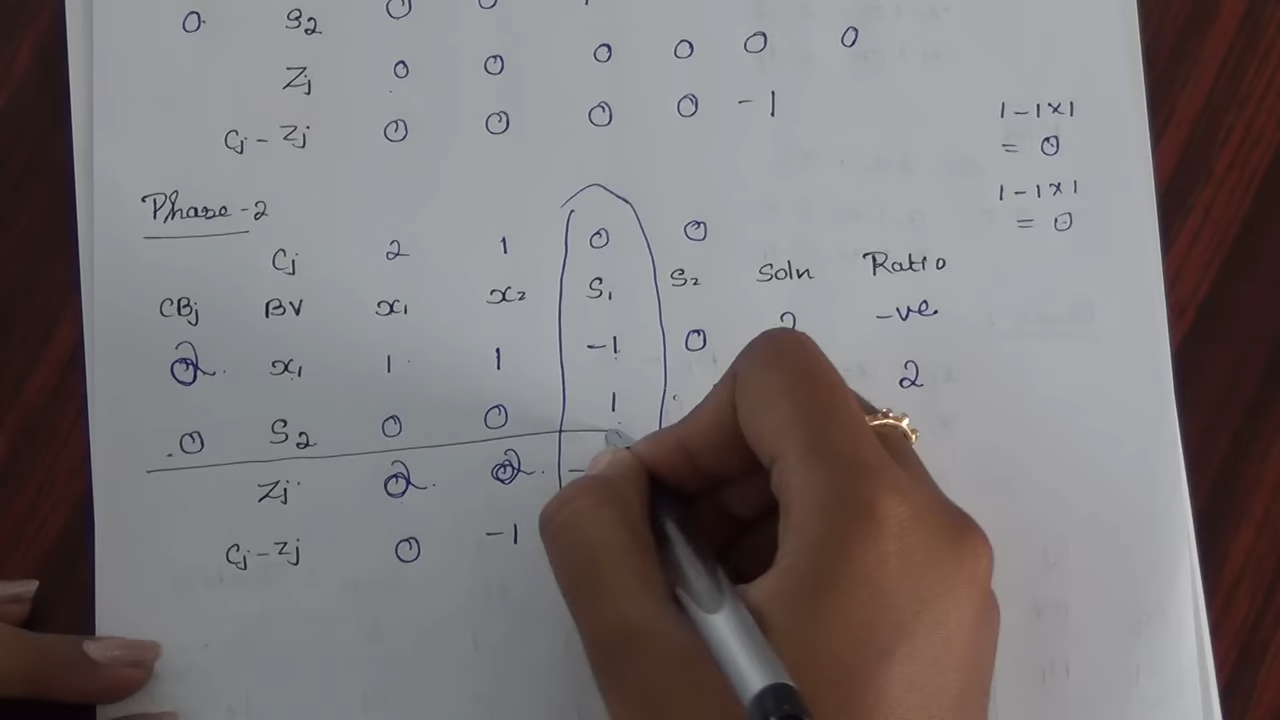 0 S2 0 0
Zj 0 0 0 0 0 0
Cj - Zj 0 0 0 0 -1
1-1x1
= 0
1-1x1
= 0
Phase-2
Cj 2 1 0 0
CBj BV x1 x2 S1 S2 Soln Ratio
2 x1 1 1 -1 0 2 -ve
0 S2 0 0 1 2
Zj 2 2 -
Cj-Zj 0 -1